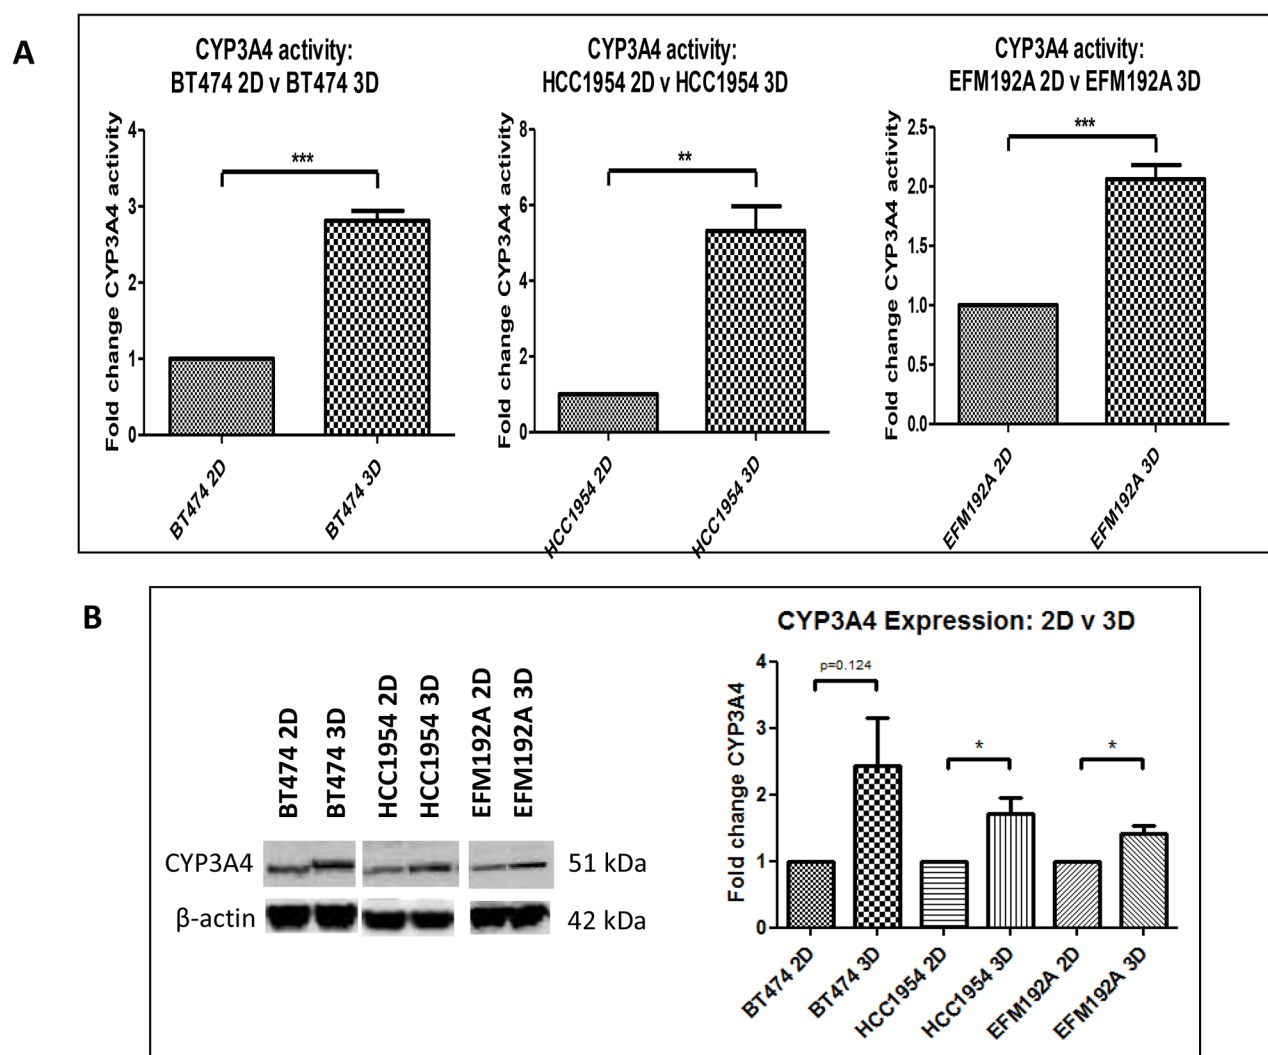 A
CYP3A4 activity:
BT474 2D v BT474 3D
Fold change CYP3A4 activity
4
3
2
1
0
***
BT474 2D
BT474 3D
CYP3A4 activity:
HCC1954 2D v HCC1954 3D
Fold change CYP3A4 activity
8
6
4
2
0
**
HCC1954 2D
HCC1954 3D
CYP3A4 activity:
EFM192A 2D v EFM192A 3D
Fold change CYP3A4 activity
2.5
2.0
1.5
1.0
0.5
0.0
***
EFM192A 2D
EFM192A 3D
B
BT474 2D
BT474 3D
HCC1954 2D
HCC1954 3D
EFM192A 2D
EFM192A 3D
CYP3A4
51 kDa
β-actin
42 kDa
CYP3A4 Expression: 2D v 3D
Fold change CYP3A4
4
3
2
1
0
p=0.124
*
*
BT474 2D
BT474 3D
HCC1954 2D
HCC1954 3D
EFM192A 2D
EFM192A 3D